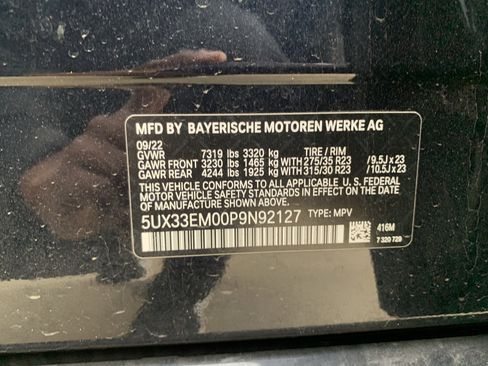 MFD BY BAYERISCHE MOTOREN WERKE AG
09/22
GVWR 7319 lbs 3320 kg TIRE / RIM
GAWR FRONT 3230 lbs 1465 kg WITH 275/35 R23 / 9.5J x 23
GAWR REAR 4244 lbs 1925 kg WITH 315/30 R23 / 10.5J x 23
THIS VEHICLE CONFORMS TO ALL APPLICABLE U. S. FEDERAL
MOTOR VEHICLE SAFETY STANDARDS IN EFFECT ON THE DATE
OF MANUFACTURE SHOWN ABOVE.
5UX33EM00P9N92127 TYPE: MPV
416M
7 320 729